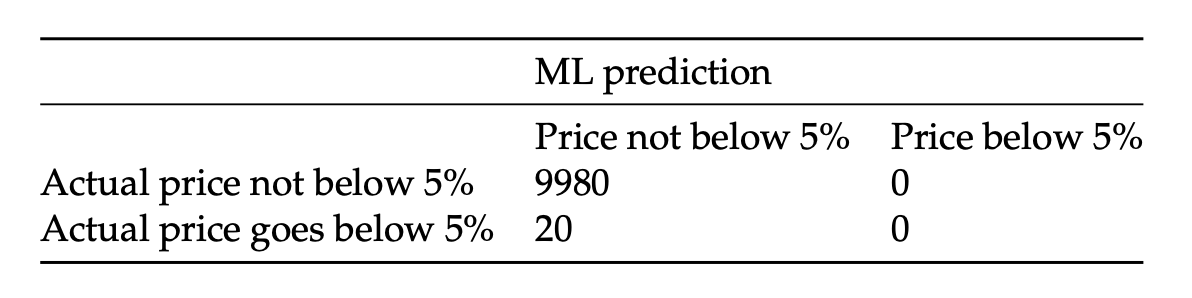 ML prediction
Price not below 5% Price below 5%
Actual price not below 5% 9980 0
Actual price goes below 5% 20 0